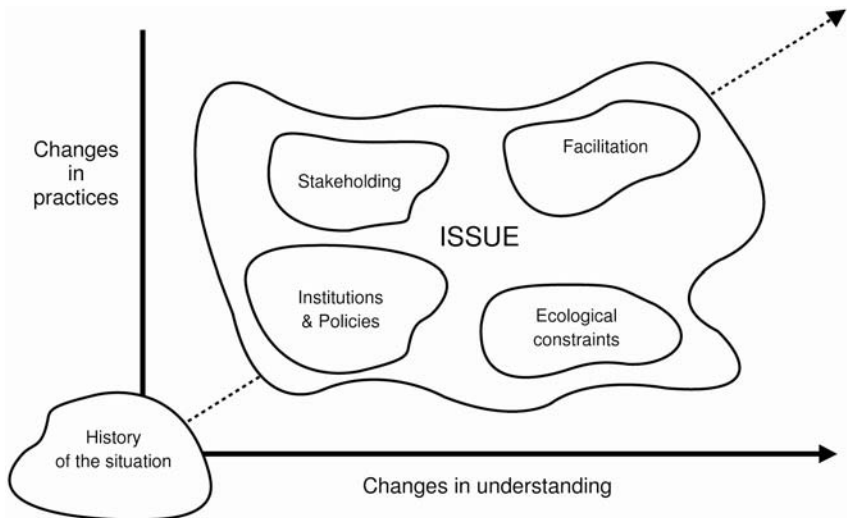 Changes
in
practices
Stakeholding
Facilitation
ISSUE
Institutions
& Policies
Ecological
constraints
History
of the situation
Changes in understanding